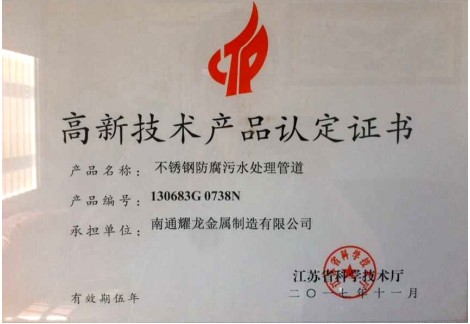 CTP
高新技术产品认定证书
产品名称：不锈钢防腐污水处理管道
产品编号：130683G 0738N
承担单位：南通耀龙金属制造有限公司
江苏省科学技术厅
有效期伍年
二〇一七年十一月